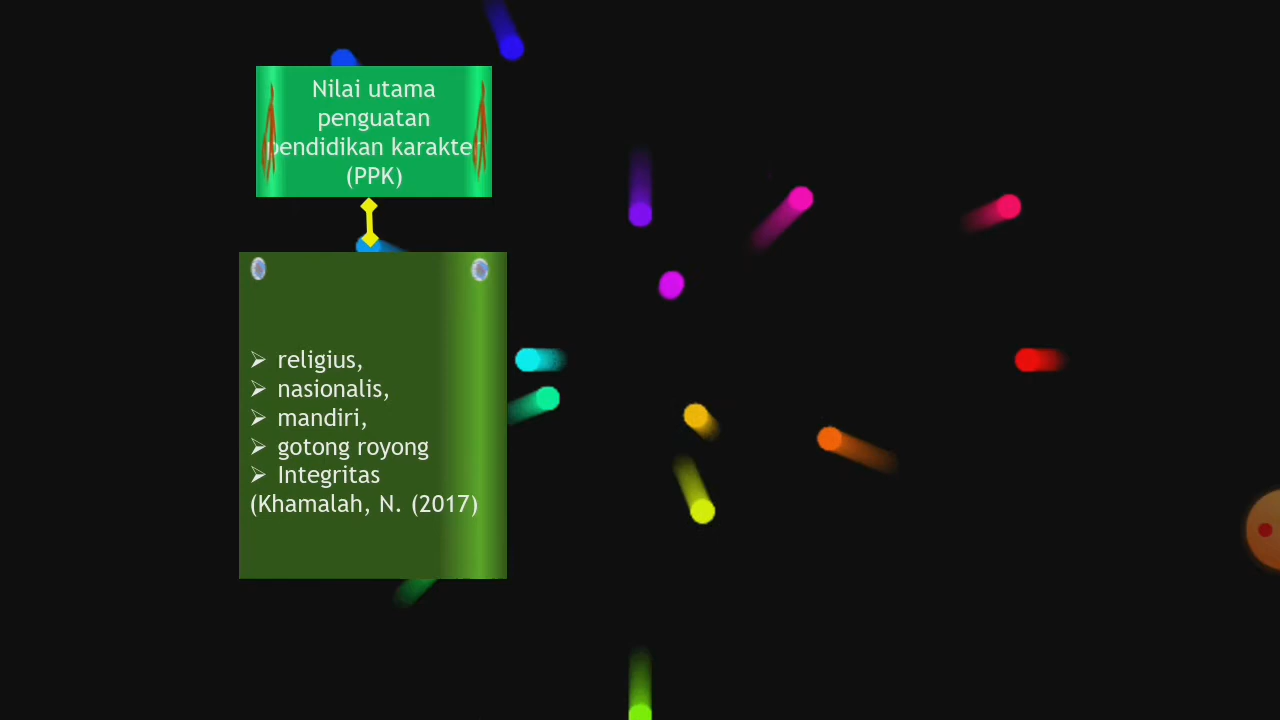 Nilai utama
penguatan
pendidikan karakter
(PPK)
➢ religius,
➢ nasionalis,
➢ mandiri,
➢ gotong royong
➢ Integritas
(Khamalah, N. (2017)